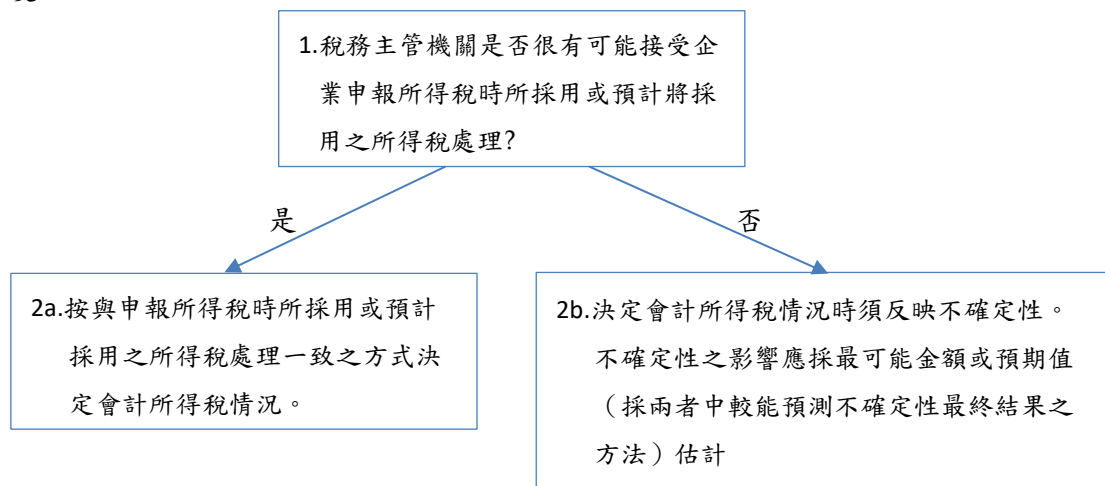 1.稅務主管機關是否很有可能接受企
業申報所得稅時所採用或預計將採
用之所得稅處理?
是
否
2a.按與申報所得稅時所採用或預計
採用之所得稅處理一致之方式決
定會計所得稅情況。
2b.決定會計所得稅情況時須反映不確定性。
不確定性之影響應採最可能金額或預期值
（採兩者中較能預測不確定性最終結果之
方法）估計